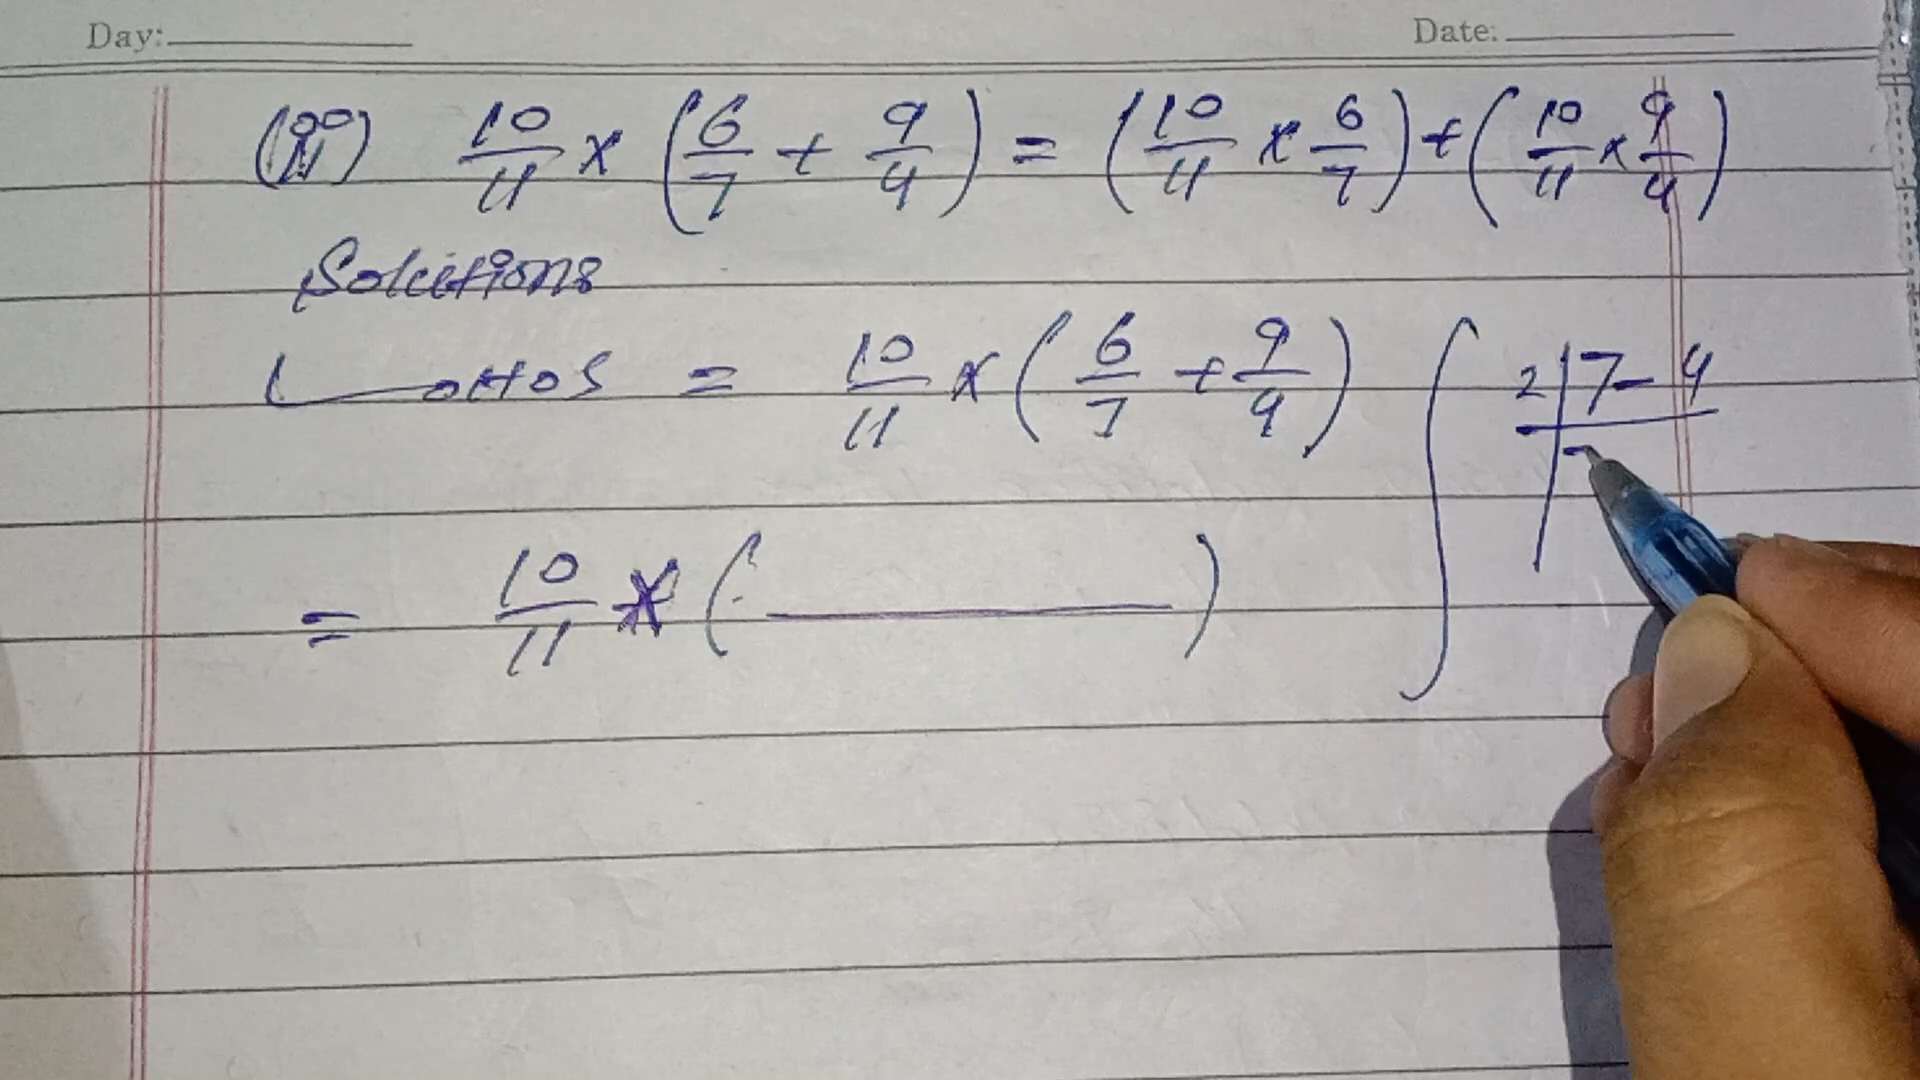 Day: Date:
(iii) 10/11 × (6/7 + 9/4) = (10/11 × 6/7) + (10/11 × 9/4)
Solutions
L.H.S = 10/11 × (6/7 + 9/4)
2 | 7 - 4
= 10/11 × ( )